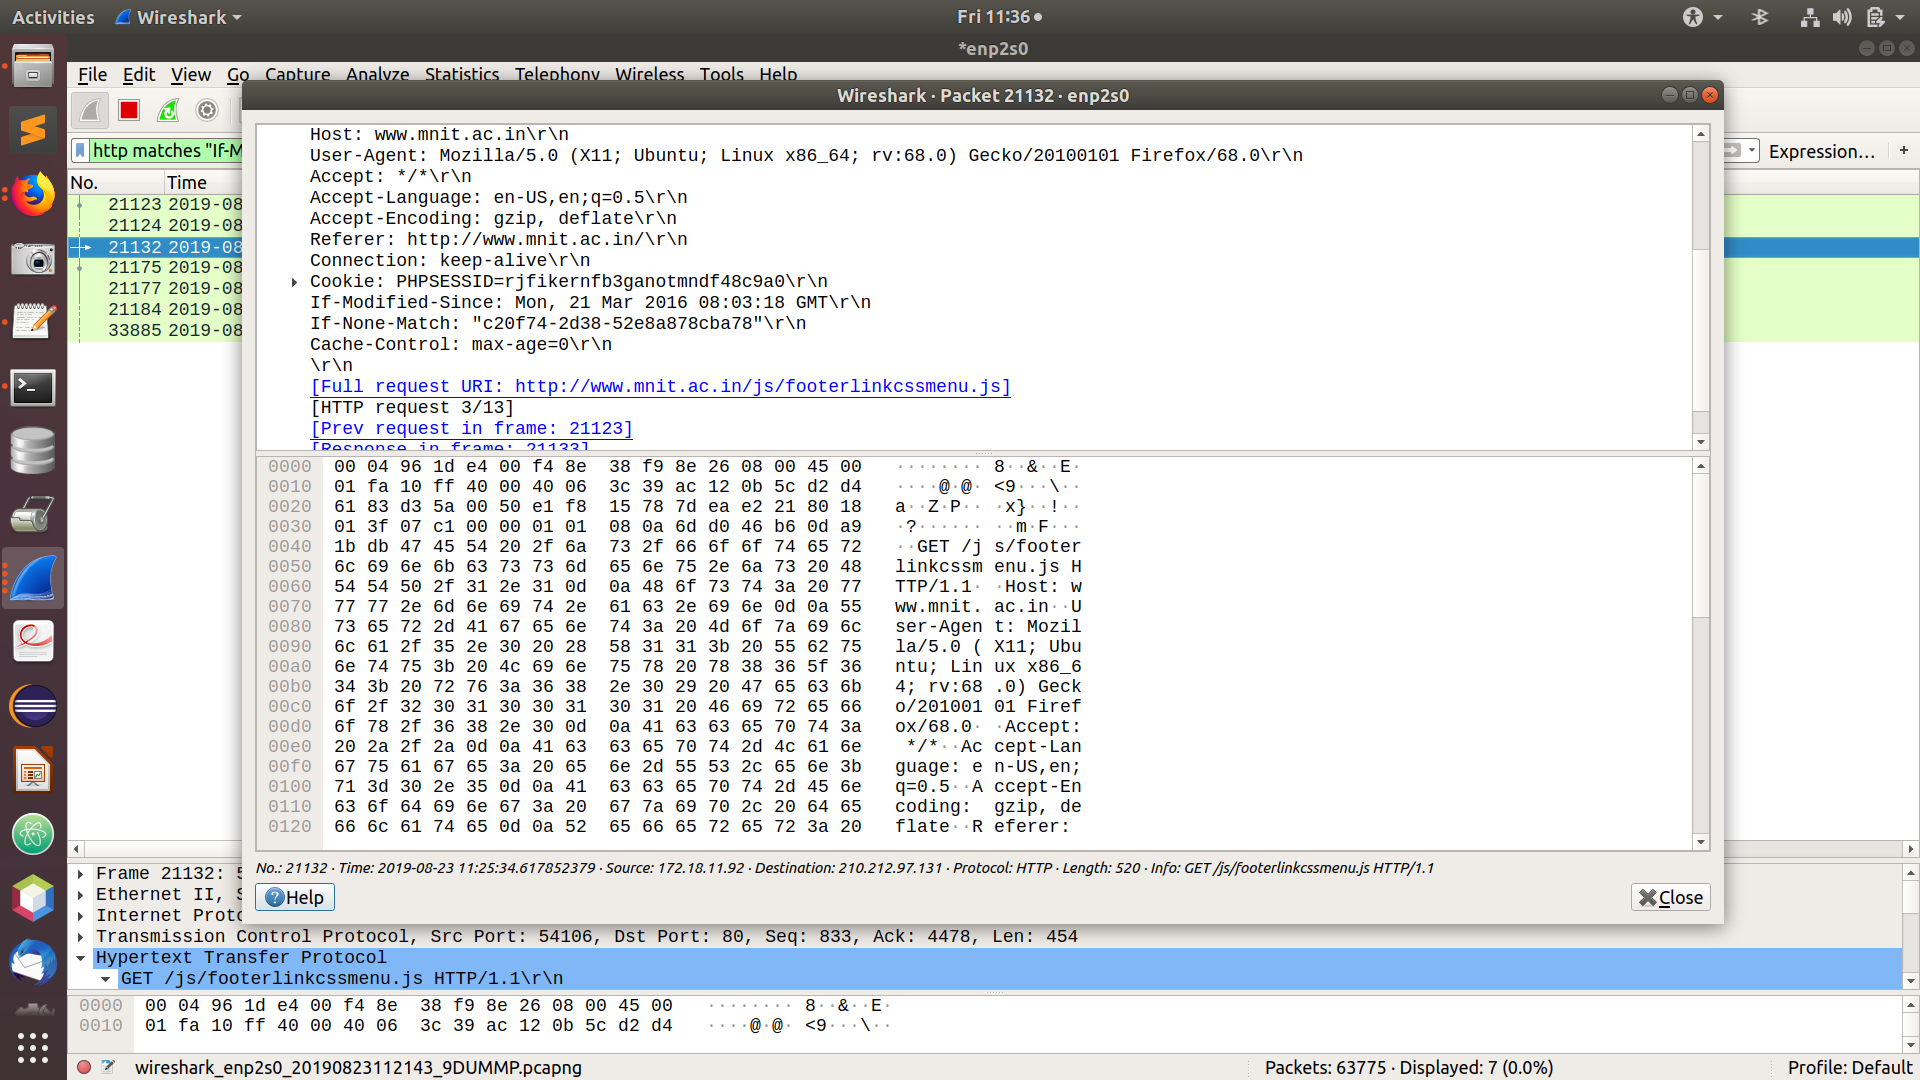 Activities
Wireshark
Fri 11:36
*enp2s0
File Edit View Go Capture Analyze Statistics Telephony Wireless Tools Help
Wireshark · Packet 21132 · enp2s0
http matches "If-M
Expression…
+
No. Time
21123 2019-08
21124 2019-08
21132 2019-08
21175 2019-08
21177 2019-08
21184 2019-08
33885 2019-08
Host: www.mnit.ac.in\r\n
User-Agent: Mozilla/5.0 (X11; Ubuntu; Linux x86_64; rv:68.0) Gecko/20100101 Firefox/68.0\r\n
Accept: */*\r\n
Accept-Language: en-US,en;q=0.5\r\n
Accept-Encoding: gzip, deflate\r\n
Referer: http://www.mnit.ac.in/\r\n
Connection: keep-alive\r\n
Cookie: PHPSESSID=rjfikernfb3ganotmndf48c9a0\r\n
If-Modified-Since: Mon, 21 Mar 2016 08:03:18 GMT\r\n
If-None-Match: "c20f74-2d38-52e8a878cba78"\r\n
Cache-Control: max-age=0\r\n
\r\n
[Full request URI: http://www.mnit.ac.in/js/footerlinkcssmenu.js]
[HTTP request 3/13]
[Prev request in frame: 21123]
[Response in frame: 21133]
0000 00 04 96 1d e4 00 f4 8e 38 f9 8e 26 08 00 45 00 ········ 8··&··E·
0010 01 fa 10 ff 40 00 40 06 3c 39 ac 12 0b 5c d2 d4 ····@·@· <9···\··
0020 61 83 d3 5a 00 50 e1 f8 15 78 7d ea e2 21 80 18 a··Z·P·· ·x}··!··
0030 01 3f 07 c1 00 00 01 01 08 0a 6d d0 46 b6 0d a9 ·?······ ··m·F···
0040 1b db 47 45 54 20 2f 6a 73 2f 66 6f 6f 74 65 72 ··GET /j s/footer
0050 6c 69 6e 6b 63 73 73 6d 65 6e 75 2e 6a 73 20 48 linkcssm enu.js H
0060 54 54 50 2f 31 2e 31 0d 0a 48 6f 73 74 3a 20 77 TTP/1.1· ·Host: w
0070 77 77 2e 6d 6e 69 74 2e 61 63 2e 69 6e 0d 0a 55 ww.mnit. ac.in··U
0080 73 65 72 2d 41 67 65 6e 74 3a 20 4d 6f 7a 69 6c ser-Agen t: Mozil
0090 6c 61 2f 35 2e 30 20 28 58 31 31 3b 20 55 62 75 la/5.0 ( X11; Ubu
00a0 6e 74 75 3b 20 4c 69 6e 75 78 20 78 38 36 5f 36 ntu; Lin ux x86_6
00b0 34 3b 20 72 76 3a 36 38 2e 30 29 20 47 65 63 6b 4; rv:68 .0) Geck
00c0 6f 2f 32 30 31 30 30 31 30 31 20 46 69 72 65 66 o/201001 01 Firef
00d0 6f 78 2f 36 38 2e 30 0d 0a 41 63 63 65 70 74 3a ox/68.0· ·Accept:
00e0 20 2a 2f 2a 0d 0a 41 63 63 65 70 74 2d 4c 61 6e */*··Ac cept-Lan
00f0 67 75 61 67 65 3a 20 65 6e 2d 55 53 2c 65 6e 3b guage: e n-US,en;
0100 71 3d 30 2e 35 0d 0a 41 63 63 65 70 74 2d 45 6e q=0.5··A ccept-En
0110 63 6f 64 69 6e 67 3a 20 67 7a 69 70 2c 20 64 65 coding: gzip, de
0120 66 6c 61 74 65 0d 0a 52 65 66 65 72 65 72 3a 20 flate··R eferer:
No.: 21132 · Time: 2019-08-23 11:25:34.617852379 · Source: 172.18.11.92 · Destination: 210.212.97.131 · Protocol: HTTP · Length: 520 · Info: GET /js/footerlinkcssmenu.js HTTP/1.1
Help
Close
Frame 21132: 5
Ethernet II, S
Internet Proto
Transmission Control Protocol, Src Port: 54106, Dst Port: 80, Seq: 833, Ack: 4478, Len: 454
Hypertext Transfer Protocol
GET /js/footerlinkcssmenu.js HTTP/1.1\r\n
0000 00 04 96 1d e4 00 f4 8e 38 f9 8e 26 08 00 45 00 ········ 8··&··E·
0010 01 fa 10 ff 40 00 40 06 3c 39 ac 12 0b 5c d2 d4 ····@·@· <9···\··
wireshark_enp2s0_20190823112143_9DUMMP.pcapng
Packets: 63775 · Displayed: 7 (0.0%)
Profile: Default